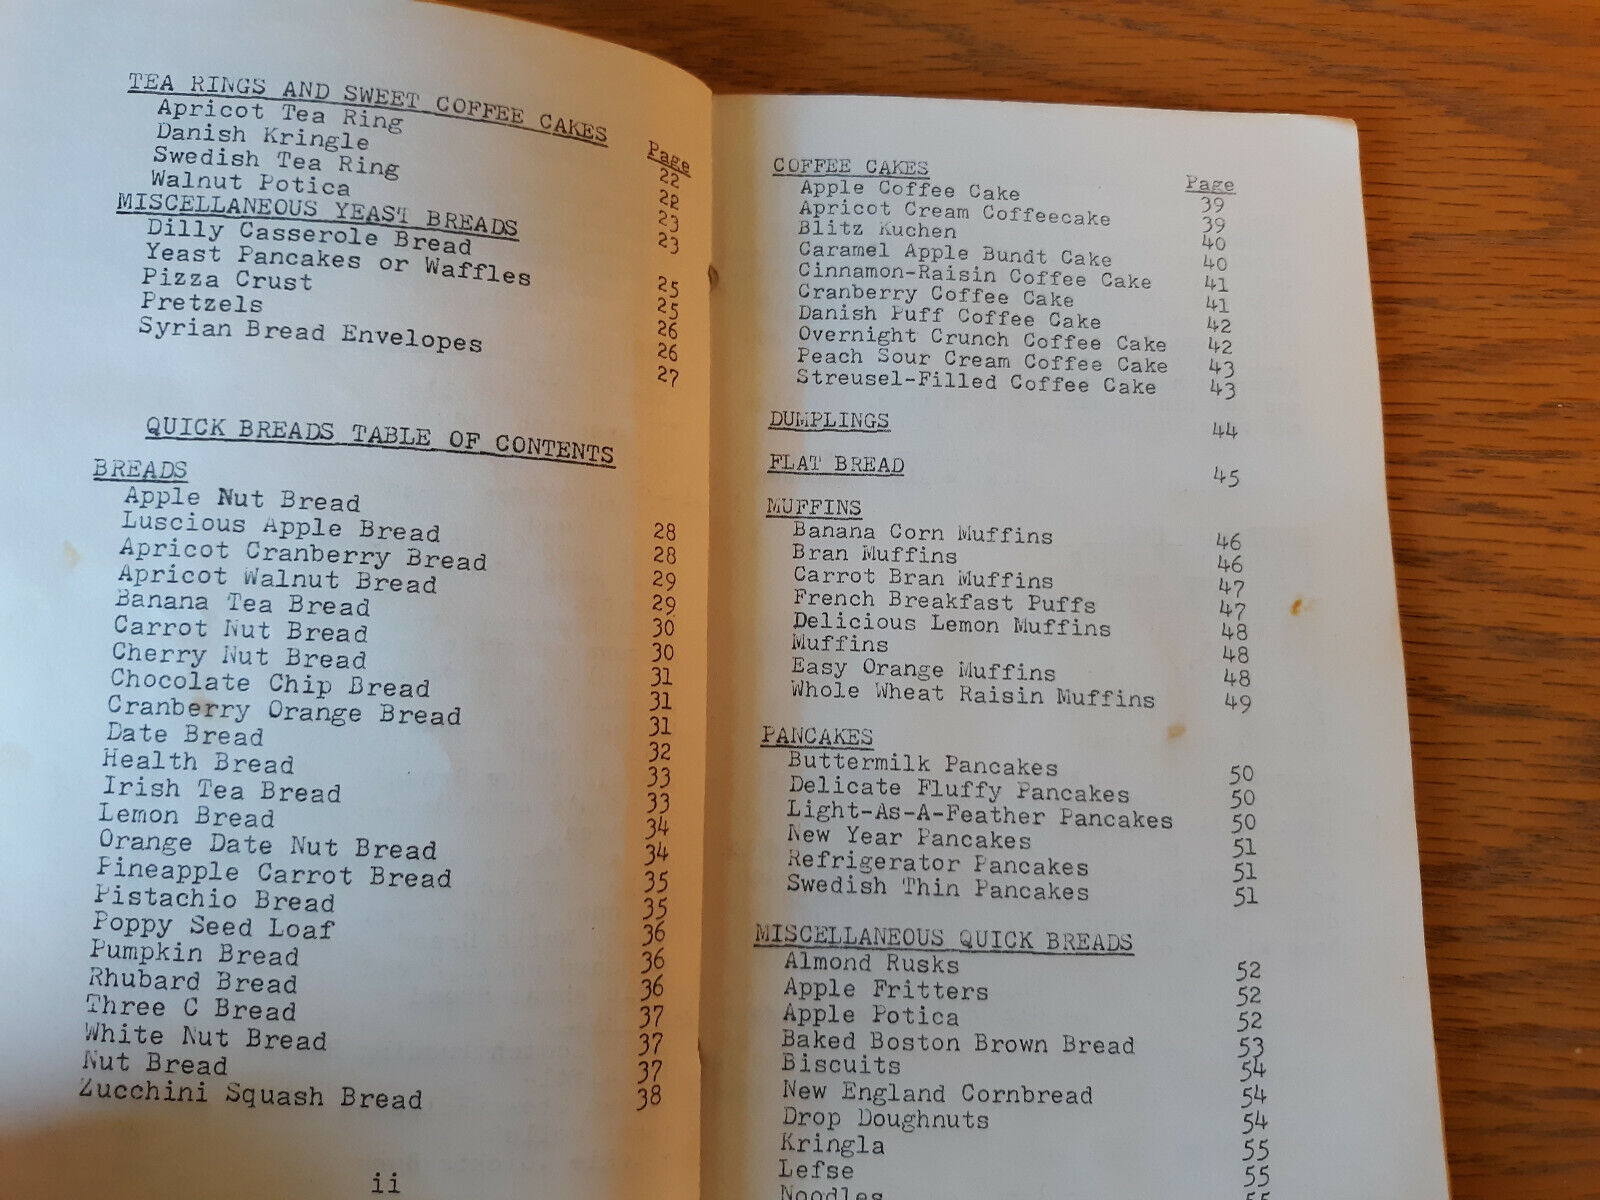 TEA RINGS AND SWEET COFFEE CAKES Page
Apricot Tea Ring 22
Danish Kringle 22
Swedish Tea Ring 23
Walnut Potica 23
MISCELLANEOUS YEAST BREADS
Dilly Casserole Bread 25
Yeast Pancakes or Waffles 25
Pizza Crust 26
Pretzels 26
Syrian Bread Envelopes 27
QUICK BREADS TABLE OF CONTENTS
BREADS
Apple Nut Bread 28
Luscious Apple Bread 28
Apricot Cranberry Bread 29
Apricot Walnut Bread 29
Banana Tea Bread 30
Carrot Nut Bread 30
Cherry Nut Bread 31
Chocolate Chip Bread 31
Cranberry Orange Bread 31
Date Bread 32
Health Bread 33
Irish Tea Bread 33
Lemon Bread 34
Orange Date Nut Bread 34
Pineapple Carrot Bread 35
Pistachio Bread 35
Poppy Seed Loaf 36
Pumpkin Bread 36
Rhubard Bread 36
Three C Bread 37
White Nut Bread 37
Nut Bread 37
Zucchini Squash Bread 38
ii
COFFEE CAKES Page
Apple Coffee Cake 39
Apricot Cream Coffeecake 39
Blitz Kuchen 40
Caramel Apple Bundt Cake 40
Cinnamon-Raisin Coffee Cake 41
Cranberry Coffee Cake 41
Danish Puff Coffee Cake 42
Overnight Crunch Coffee Cake 42
Peach Sour Cream Coffee Cake 43
Streusel-Filled Coffee Cake 43
DUMPLINGS 44
FLAT BREAD 45
MUFFINS
Banana Corn Muffins 46
Bran Muffins 46
Carrot Bran Muffins 47
French Breakfast Puffs 47
Delicious Lemon Muffins 48
Muffins 48
Easy Orange Muffins 48
Whole Wheat Raisin Muffins 49
PANCAKES
Buttermilk Pancakes 50
Delicate Fluffy Pancakes 50
Light-As-A-Feather Pancakes 50
New Year Pancakes 51
Refrigerator Pancakes 51
Swedish Thin Pancakes 51
MISCELLANEOUS QUICK BREADS
Almond Rusks 52
Apple Fritters 52
Apple Potica 52
Baked Boston Brown Bread 53
Biscuits 54
New England Cornbread 54
Drop Doughnuts 54
Kringla 55
Lefse 55
Noodles 55